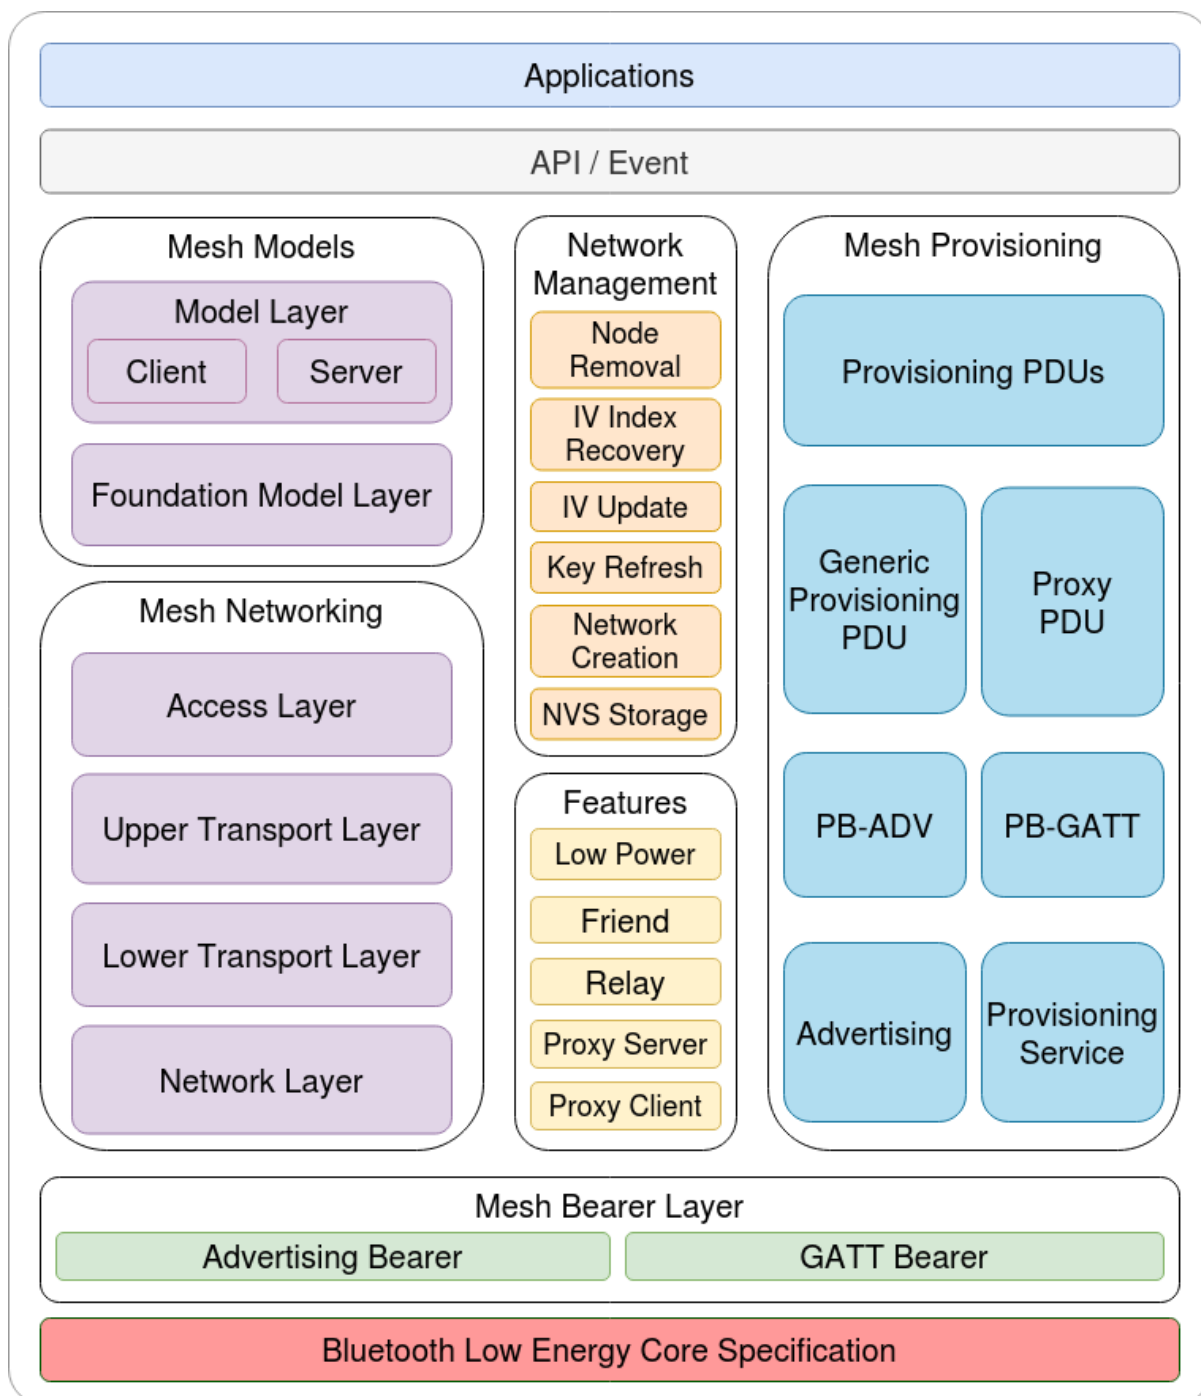 Applications
API / Event
Mesh Models
Model Layer
Client
Server
Foundation Model Layer
Mesh Networking
Access Layer
Upper Transport Layer
Lower Transport Layer
Network Layer
Network
Management
Node
Removal
IV Index
Recovery
IV Update
Key Refresh
Network
Creation
NVS Storage
Features
Low Power
Friend
Relay
Proxy Server
Proxy Client
Mesh Provisioning
Provisioning PDUs
Generic
Provisioning
PDU
Proxy
PDU
PB-ADV
PB-GATT
Advertising
Provisioning
Service
Mesh Bearer Layer
Advertising Bearer
GATT Bearer
Bluetooth Low Energy Core Specification